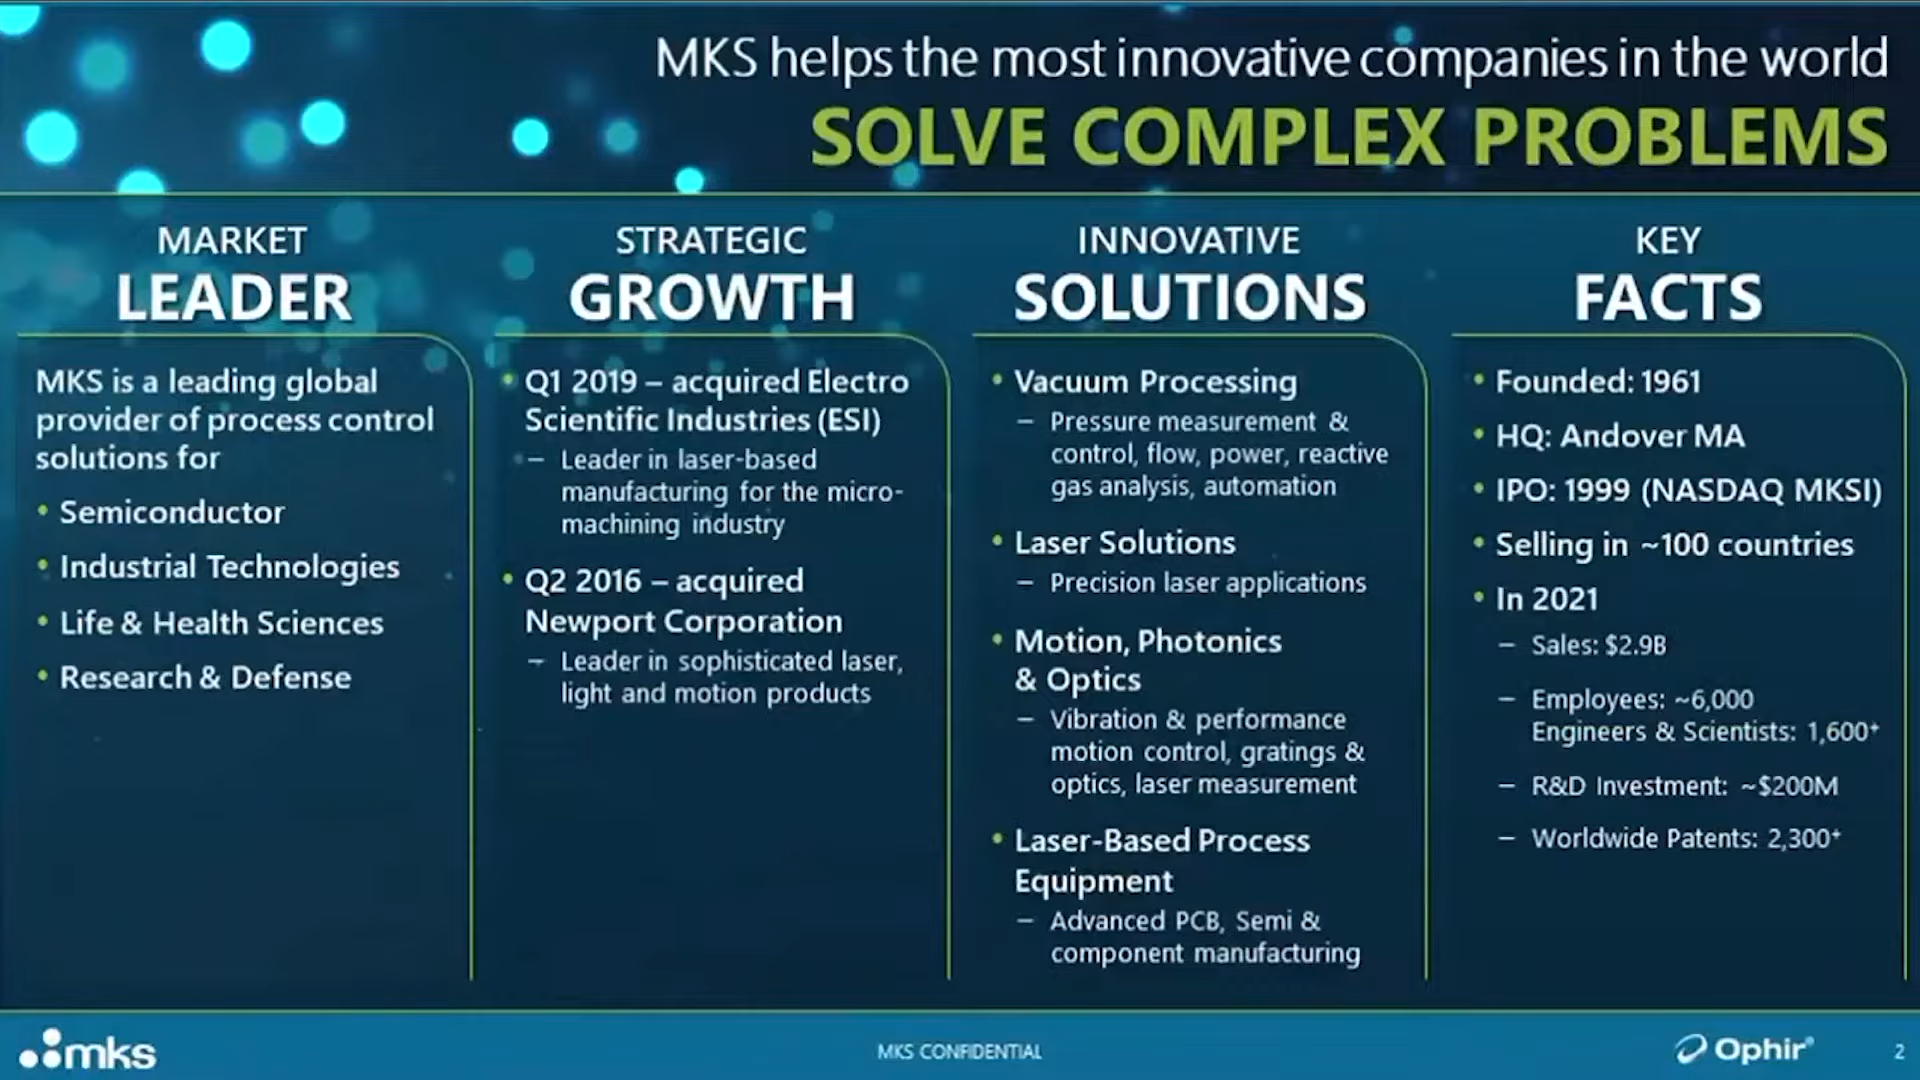 MKS helps the most innovative companies in the world
SOLVE COMPLEX PROBLEMS
MARKET
LEADER
MKS is a leading global
provider of process control
solutions for
• Semiconductor
• Industrial Technologies
• Life & Health Sciences
• Research & Defense
STRATEGIC
GROWTH
• Q1 2019 – acquired Electro
Scientific Industries (ESI)
– Leader in laser-based
manufacturing for the micro-
machining industry
• Q2 2016 – acquired
Newport Corporation
– Leader in sophisticated laser,
light and motion products
INNOVATIVE
SOLUTIONS
• Vacuum Processing
– Pressure measurement &
control, flow, power, reactive
gas analysis, automation
• Laser Solutions
– Precision laser applications
• Motion, Photonics
& Optics
– Vibration & performance
motion control, gratings &
optics, laser measurement
• Laser-Based Process
Equipment
– Advanced PCB, Semi &
component manufacturing
KEY
FACTS
• Founded: 1961
• HQ: Andover MA
• IPO: 1999 (NASDAQ MKSI)
• Selling in ~100 countries
• In 2021
– Sales: $2.9B
– Employees: ~6,000
Engineers & Scientists: 1,600+
– R&D Investment: ~$200M
– Worldwide Patents: 2,300+
mks
MKS CONFIDENTIAL
Ophir®
2